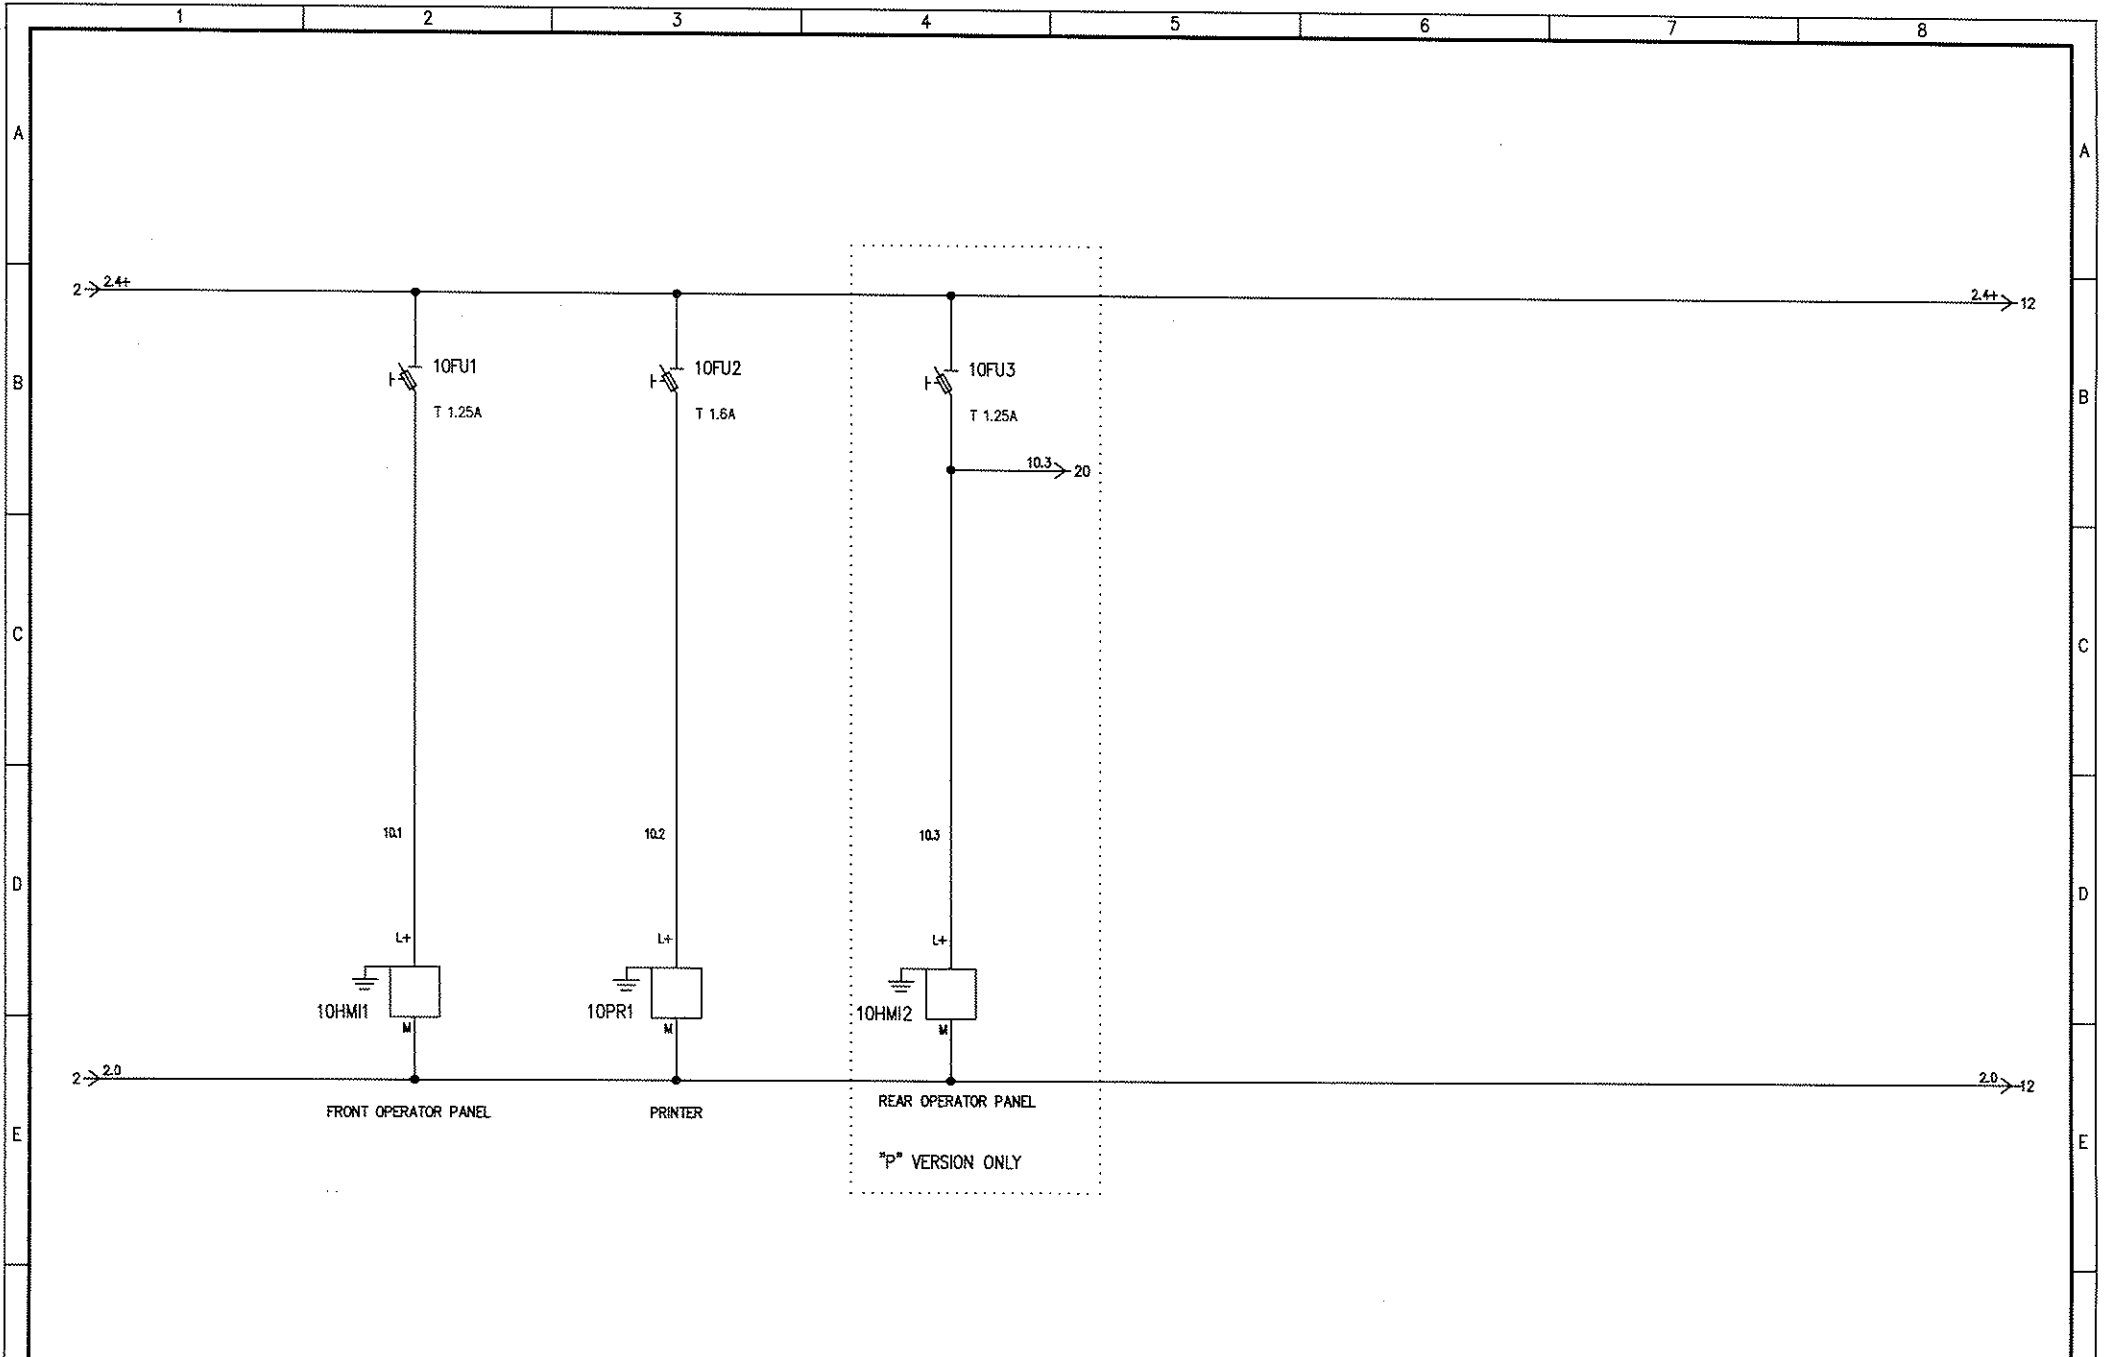 1 2 3 4 5 6 7 8
A A
2 2.4+ 2.4+ 12
10FU1 10FU2 10FU3
B B
T 1.25A T 1.6A T 1.25A
10.3 20
C C
10.1 10.2 10.3
D D
L+ L+ L+
10HMI1 10PR1 10HMI2
M M M
2 2.0 2.0 12
FRONT OPERATOR PANEL PRINTER REAR OPERATOR PANEL
E E
"P" VERSION ONLY